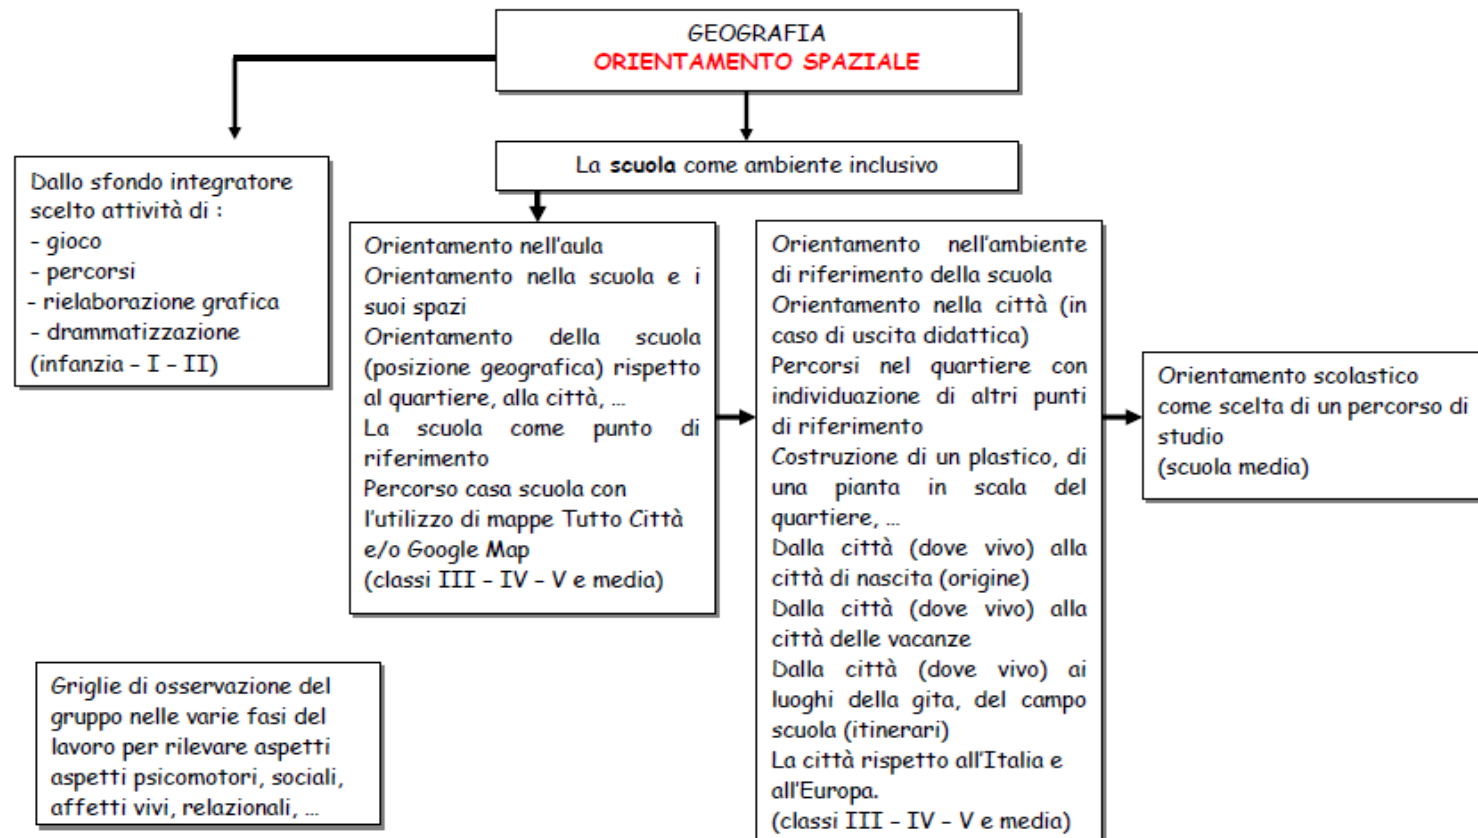 GEOGRAFIA
ORIENTAMENTO SPAZIALE
La scuola come ambiente inclusivo
Dallo sfondo integratore
scelto attività di :
- gioco
- percorsi
- rielaborazione grafica
- drammatizzazione
(infanzia – I – II)
Orientamento nell'aula
Orientamento nella scuola e i
suoi spazi
Orientamento della scuola
(posizione geografica) rispetto
al quartiere, alla città, …
La scuola come punto di
riferimento
Percorso casa scuola con
l'utilizzo di mappe Tutto Città
e/o Google Map
(classi III – IV – V e media)
Orientamento nell'ambiente
di riferimento della scuola
Orientamento nella città (in
caso di uscita didattica)
Percorsi nel quartiere con
individuazione di altri punti
di riferimento
Costruzione di un plastico, di
una pianta in scala del
quartiere, …
Dalla città (dove vivo) alla
città di nascita (origine)
Dalla città (dove vivo) alla
città delle vacanze
Dalla città (dove vivo) ai
luoghi della gita, del campo
scuola (itinerari)
La città rispetto all'Italia e
all'Europa.
(classi III – IV – V e media)
Orientamento scolastico
come scelta di un percorso di
studio
(scuola media)
Griglie di osservazione del
gruppo nelle varie fasi del
lavoro per rilevare aspetti
aspetti psicomotori, sociali,
affetti vivi, relazionali, …